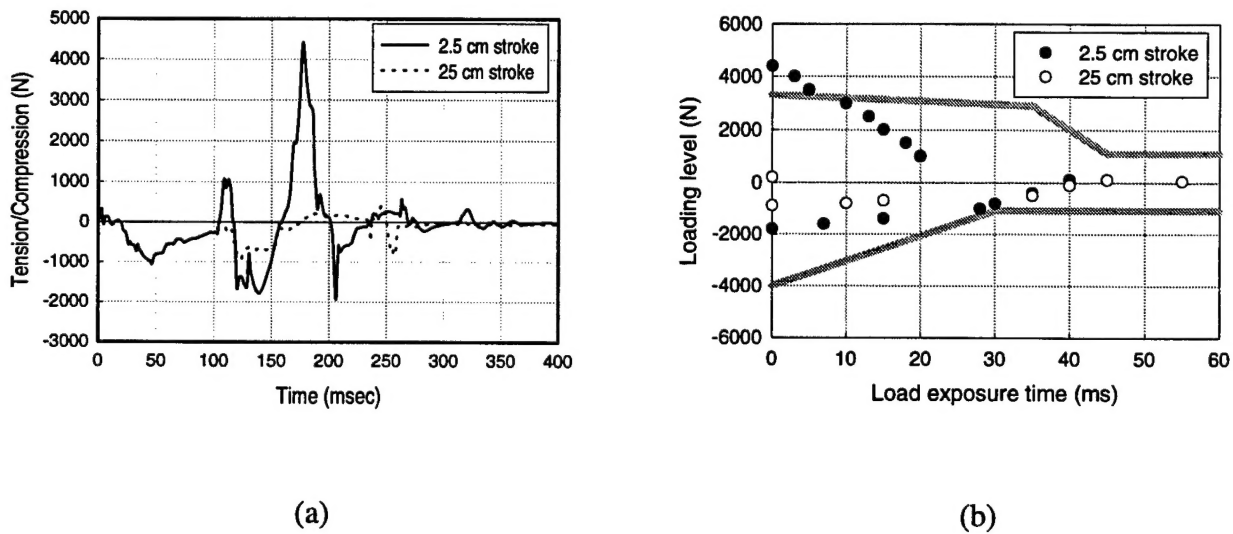 5000
4000
3000
2000
1000
0
-1000
-2000
-3000
Tension/Compression (N)
2.5 cm stroke
25 cm stroke
0 50 100 150 200 250 300 350 400
Time (msec)
(a)
6000
4000
2000
0
-2000
-4000
-6000
Loading level (N)
2.5 cm stroke
25 cm stroke
0 10 20 30 40 50 60
Load exposure time (ms)
(b)